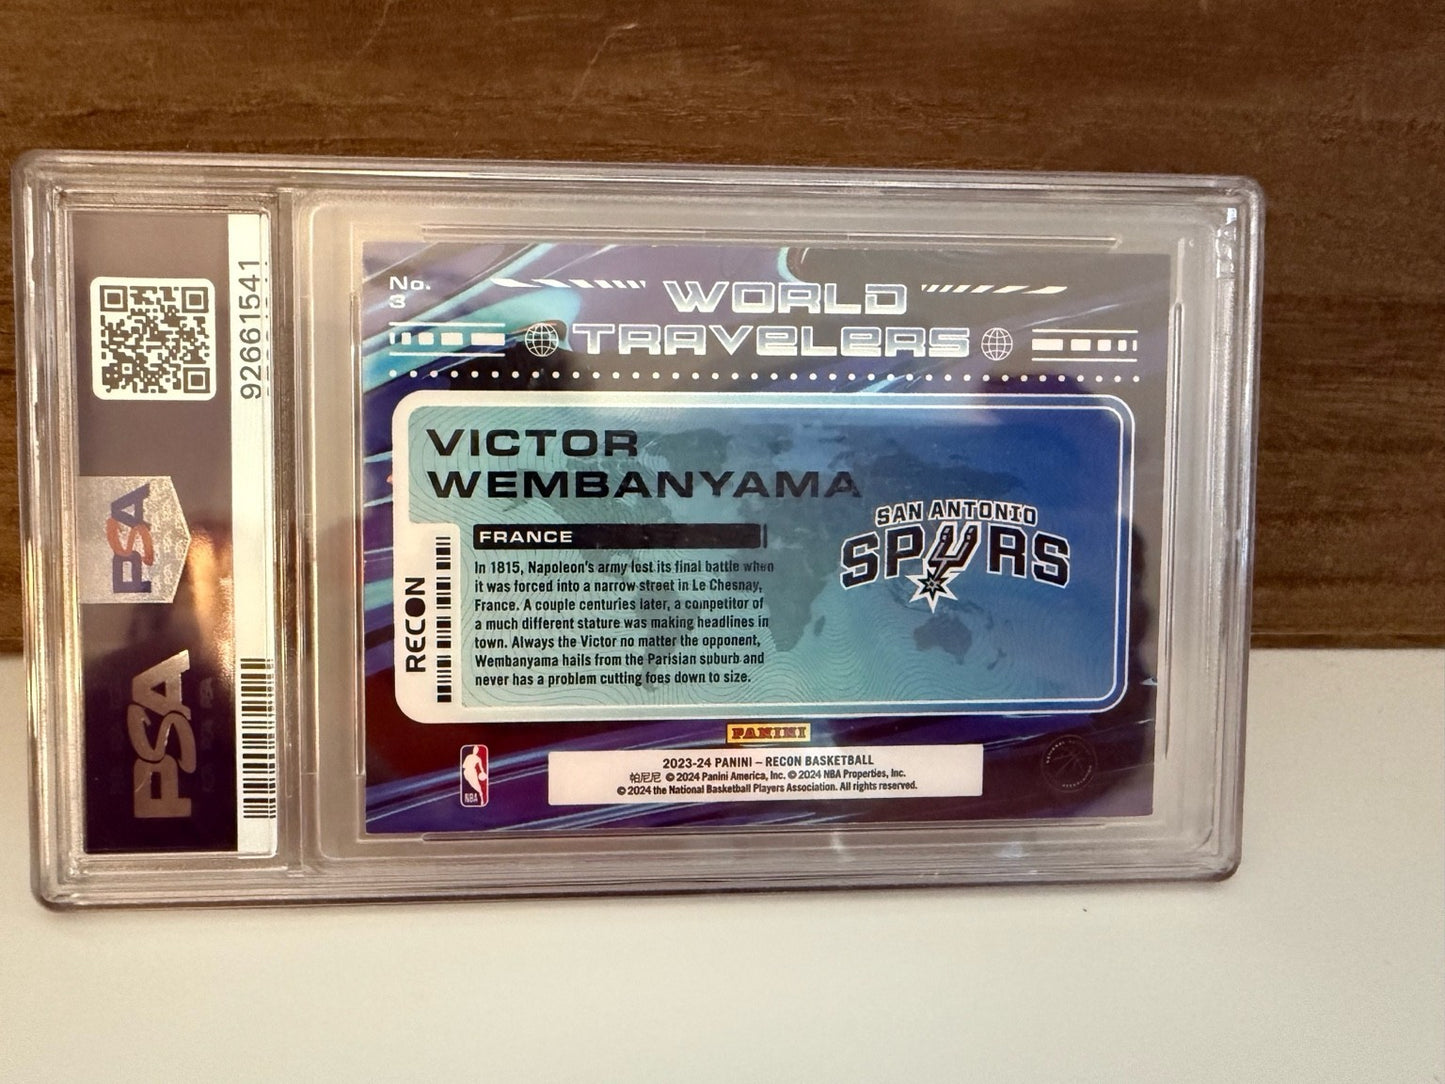 92661541
PSA
PSA
No.
3
WORLD
TRAVELERS
VICTOR
WEMBANYAMA
FRANCE
In 1815, Napoleon's army lost its final battle when
it was forced into a narrow street in Le Chesnay,
France. A couple centuries later, a competitor of
a much different stature was making headlines in
town. Always the Victor no matter the opponent,
Wembanyama hails from the Parisian suburb and
never has a problem cutting foes down to size.
RECON
SAN ANTONIO
SPURS
PANINI
NBA
2023-24 PANINI – RECON BASKETBALL
帕尼尼 © 2024 Panini America, Inc. © 2024 NBA Properties, Inc.
© 2024 the National Basketball Players Association. All rights reserved.